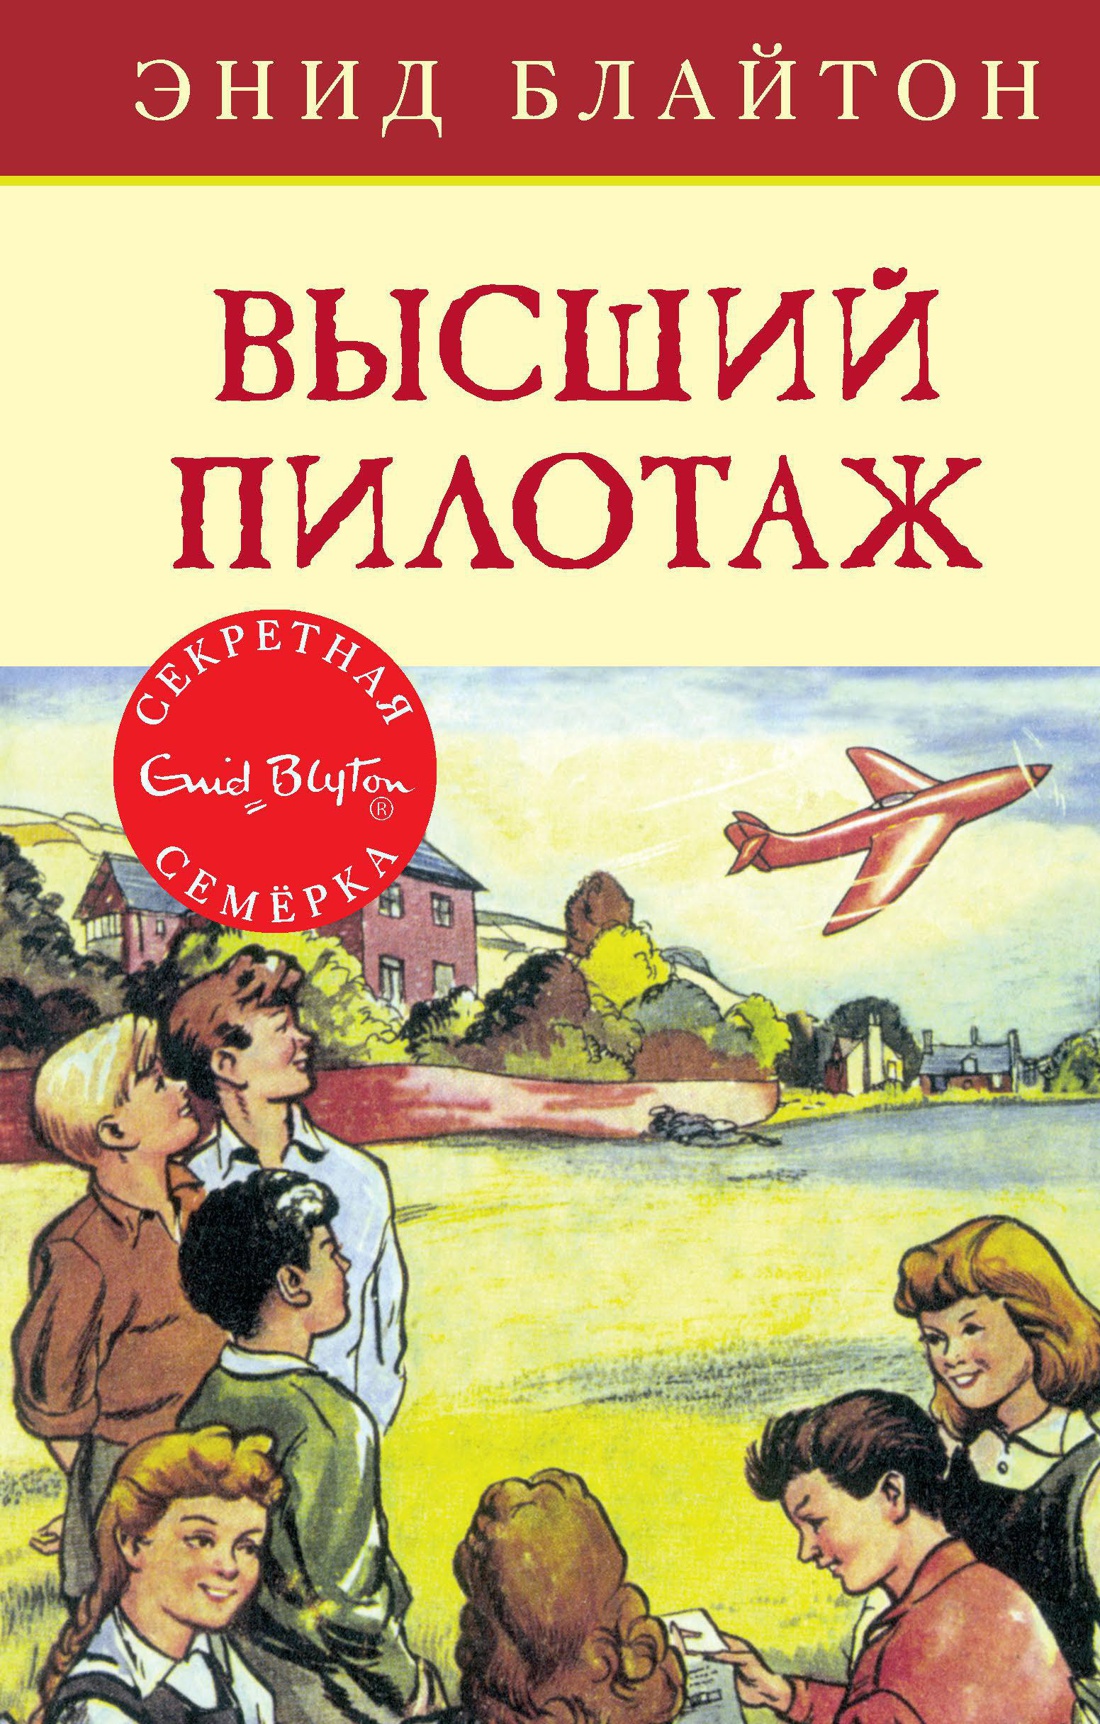 ЭНИД БЛАЙТОН
ВЫСШИЙ
ПИЛОТАЖ
СЕКРЕТНАЯ
Enid Blyton
®
СЕМЁРКА